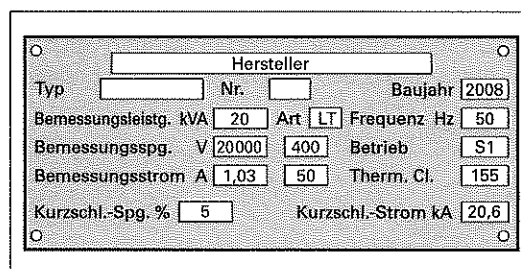 Hersteller
Typ Nr. Baujahr 2008
Bemessungsleistg. kVA 20 Art LT Frequenz Hz 50
Bemessungsspg. V 20000 400 Betrieb S1
Bemessungsstrom A 1,03 50 Therm. Cl. 155
Kurzschl.-Spg. % 5 Kurzschl.-Strom kA 20,6